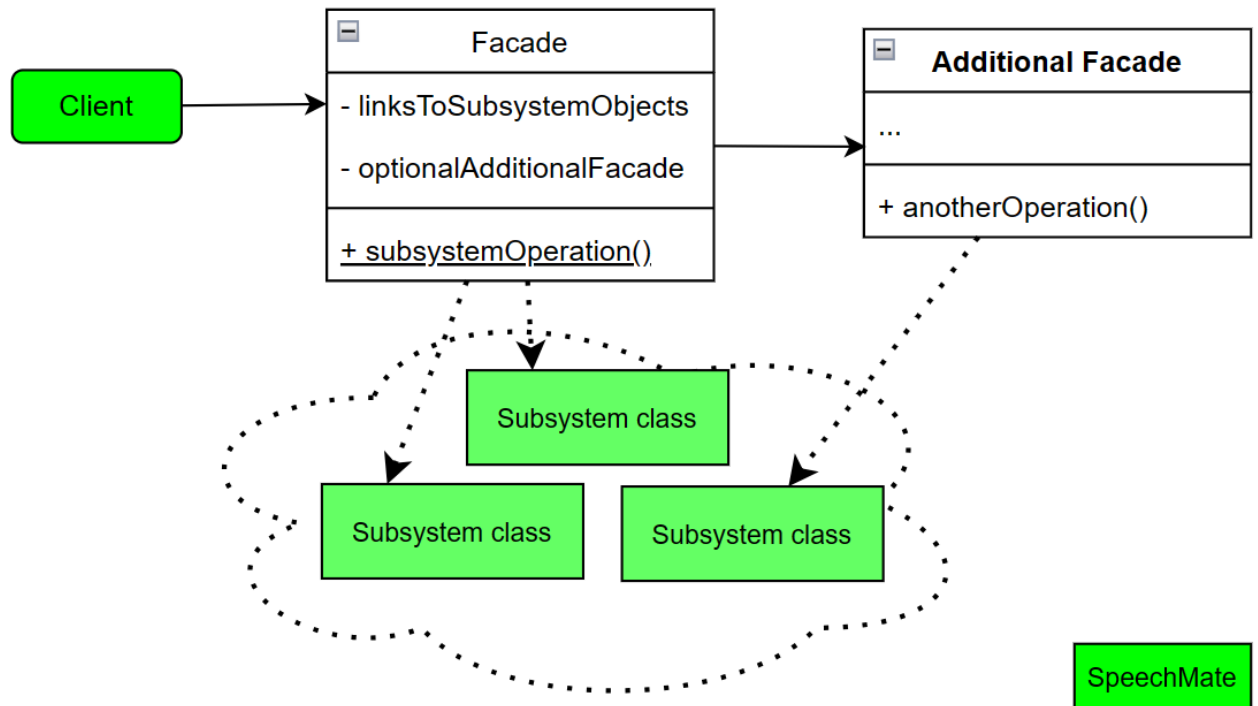 Client
Facade
- linksToSubsystemObjects
- optionalAdditionalFacade
+ subsystemOperation()
Additional Facade
...
+ anotherOperation()
Subsystem class
Subsystem class
Subsystem class
SpeechMate